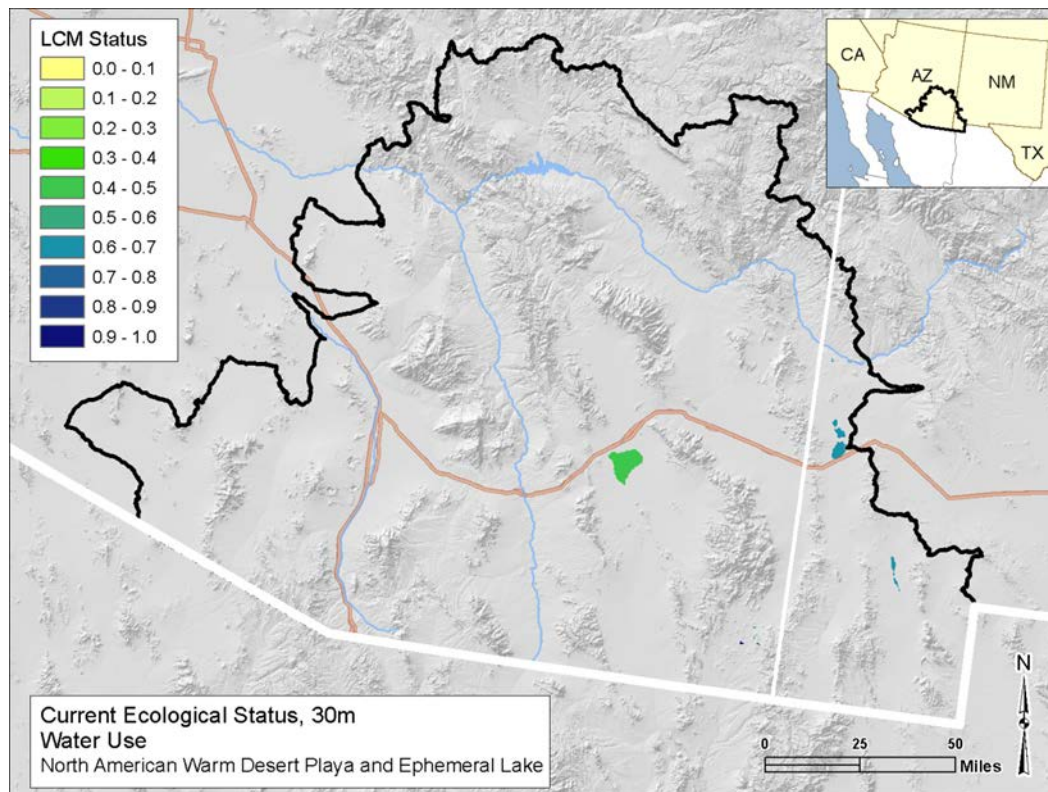 LCM Status
0.0 - 0.1
0.1 - 0.2
0.2 - 0.3
0.3 - 0.4
0.4 - 0.5
0.5 - 0.6
0.6 - 0.7
0.7 - 0.8
0.8 - 0.9
0.9 - 1.0
CA
AZ
NM
TX
Current Ecological Status, 30m
Water Use
North American Warm Desert Playa and Ephemeral Lake
N
0 25 50
Miles